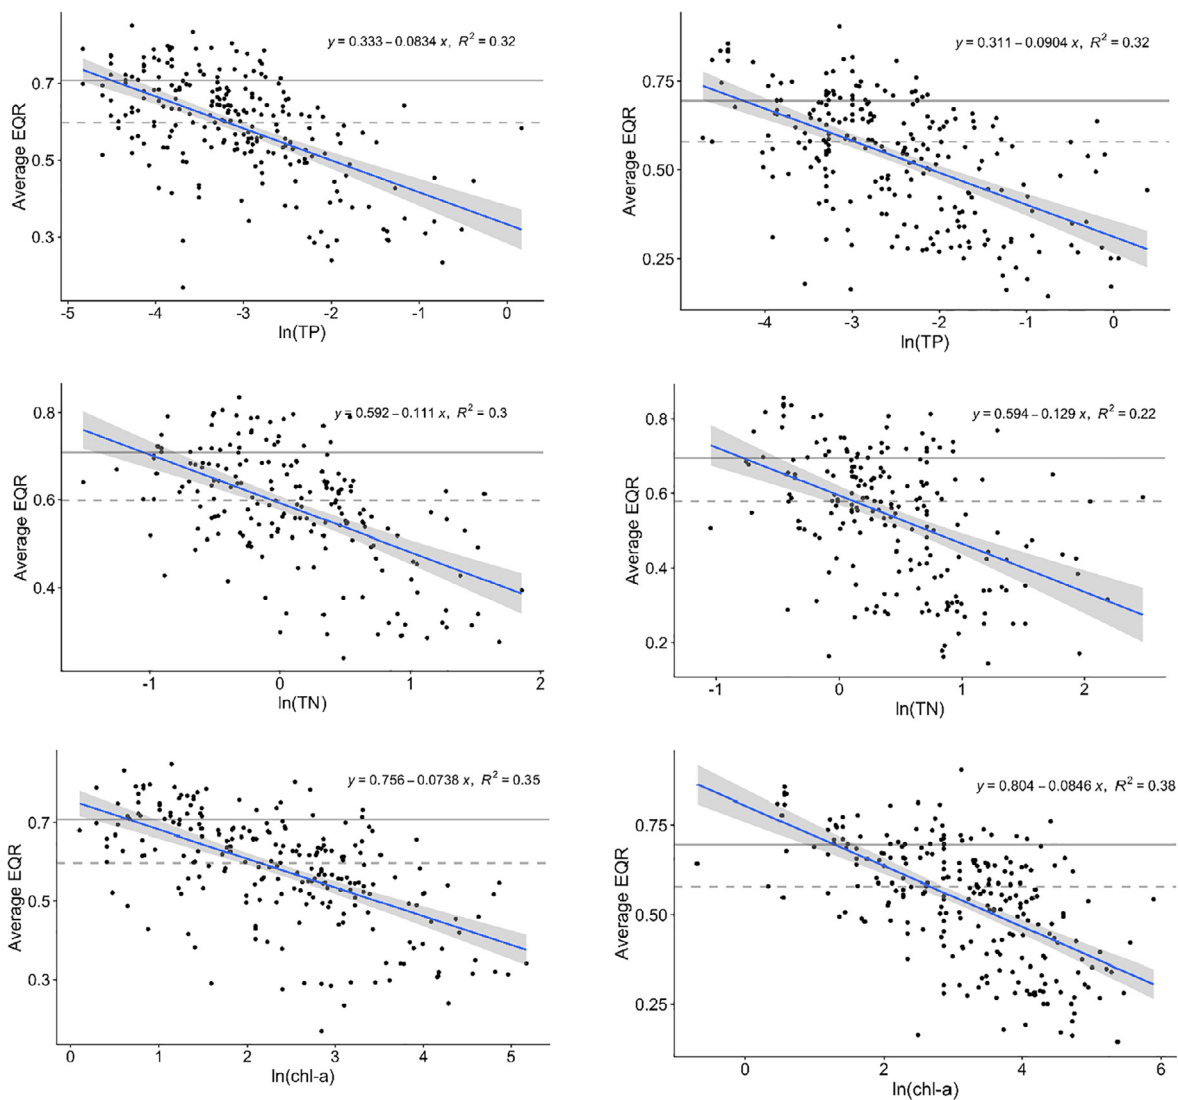 y = 0.333 − 0.0834 x, R² = 0.32
0.7
0.5
0.3
Average EQR
-5 -4 -3 -2 -1 0
ln(TP)
y = 0.311 − 0.0904 x, R² = 0.32
0.75
0.50
0.25
Average EQR
-4 -3 -2 -1 0
ln(TP)
y = 0.592 − 0.111 x, R² = 0.3
0.8
0.6
0.4
Average EQR
-1 0 1 2
ln(TN)
y = 0.594 − 0.129 x, R² = 0.22
0.8
0.6
0.4
0.2
Average EQR
-1 0 1 2
ln(TN)
y = 0.756 − 0.0738 x, R² = 0.35
0.7
0.5
0.3
Average EQR
0 1 2 3 4 5
ln(chl-a)
y = 0.804 − 0.0846 x, R² = 0.38
0.75
0.50
0.25
Average EQR
0 2 4 6
ln(chl-a)